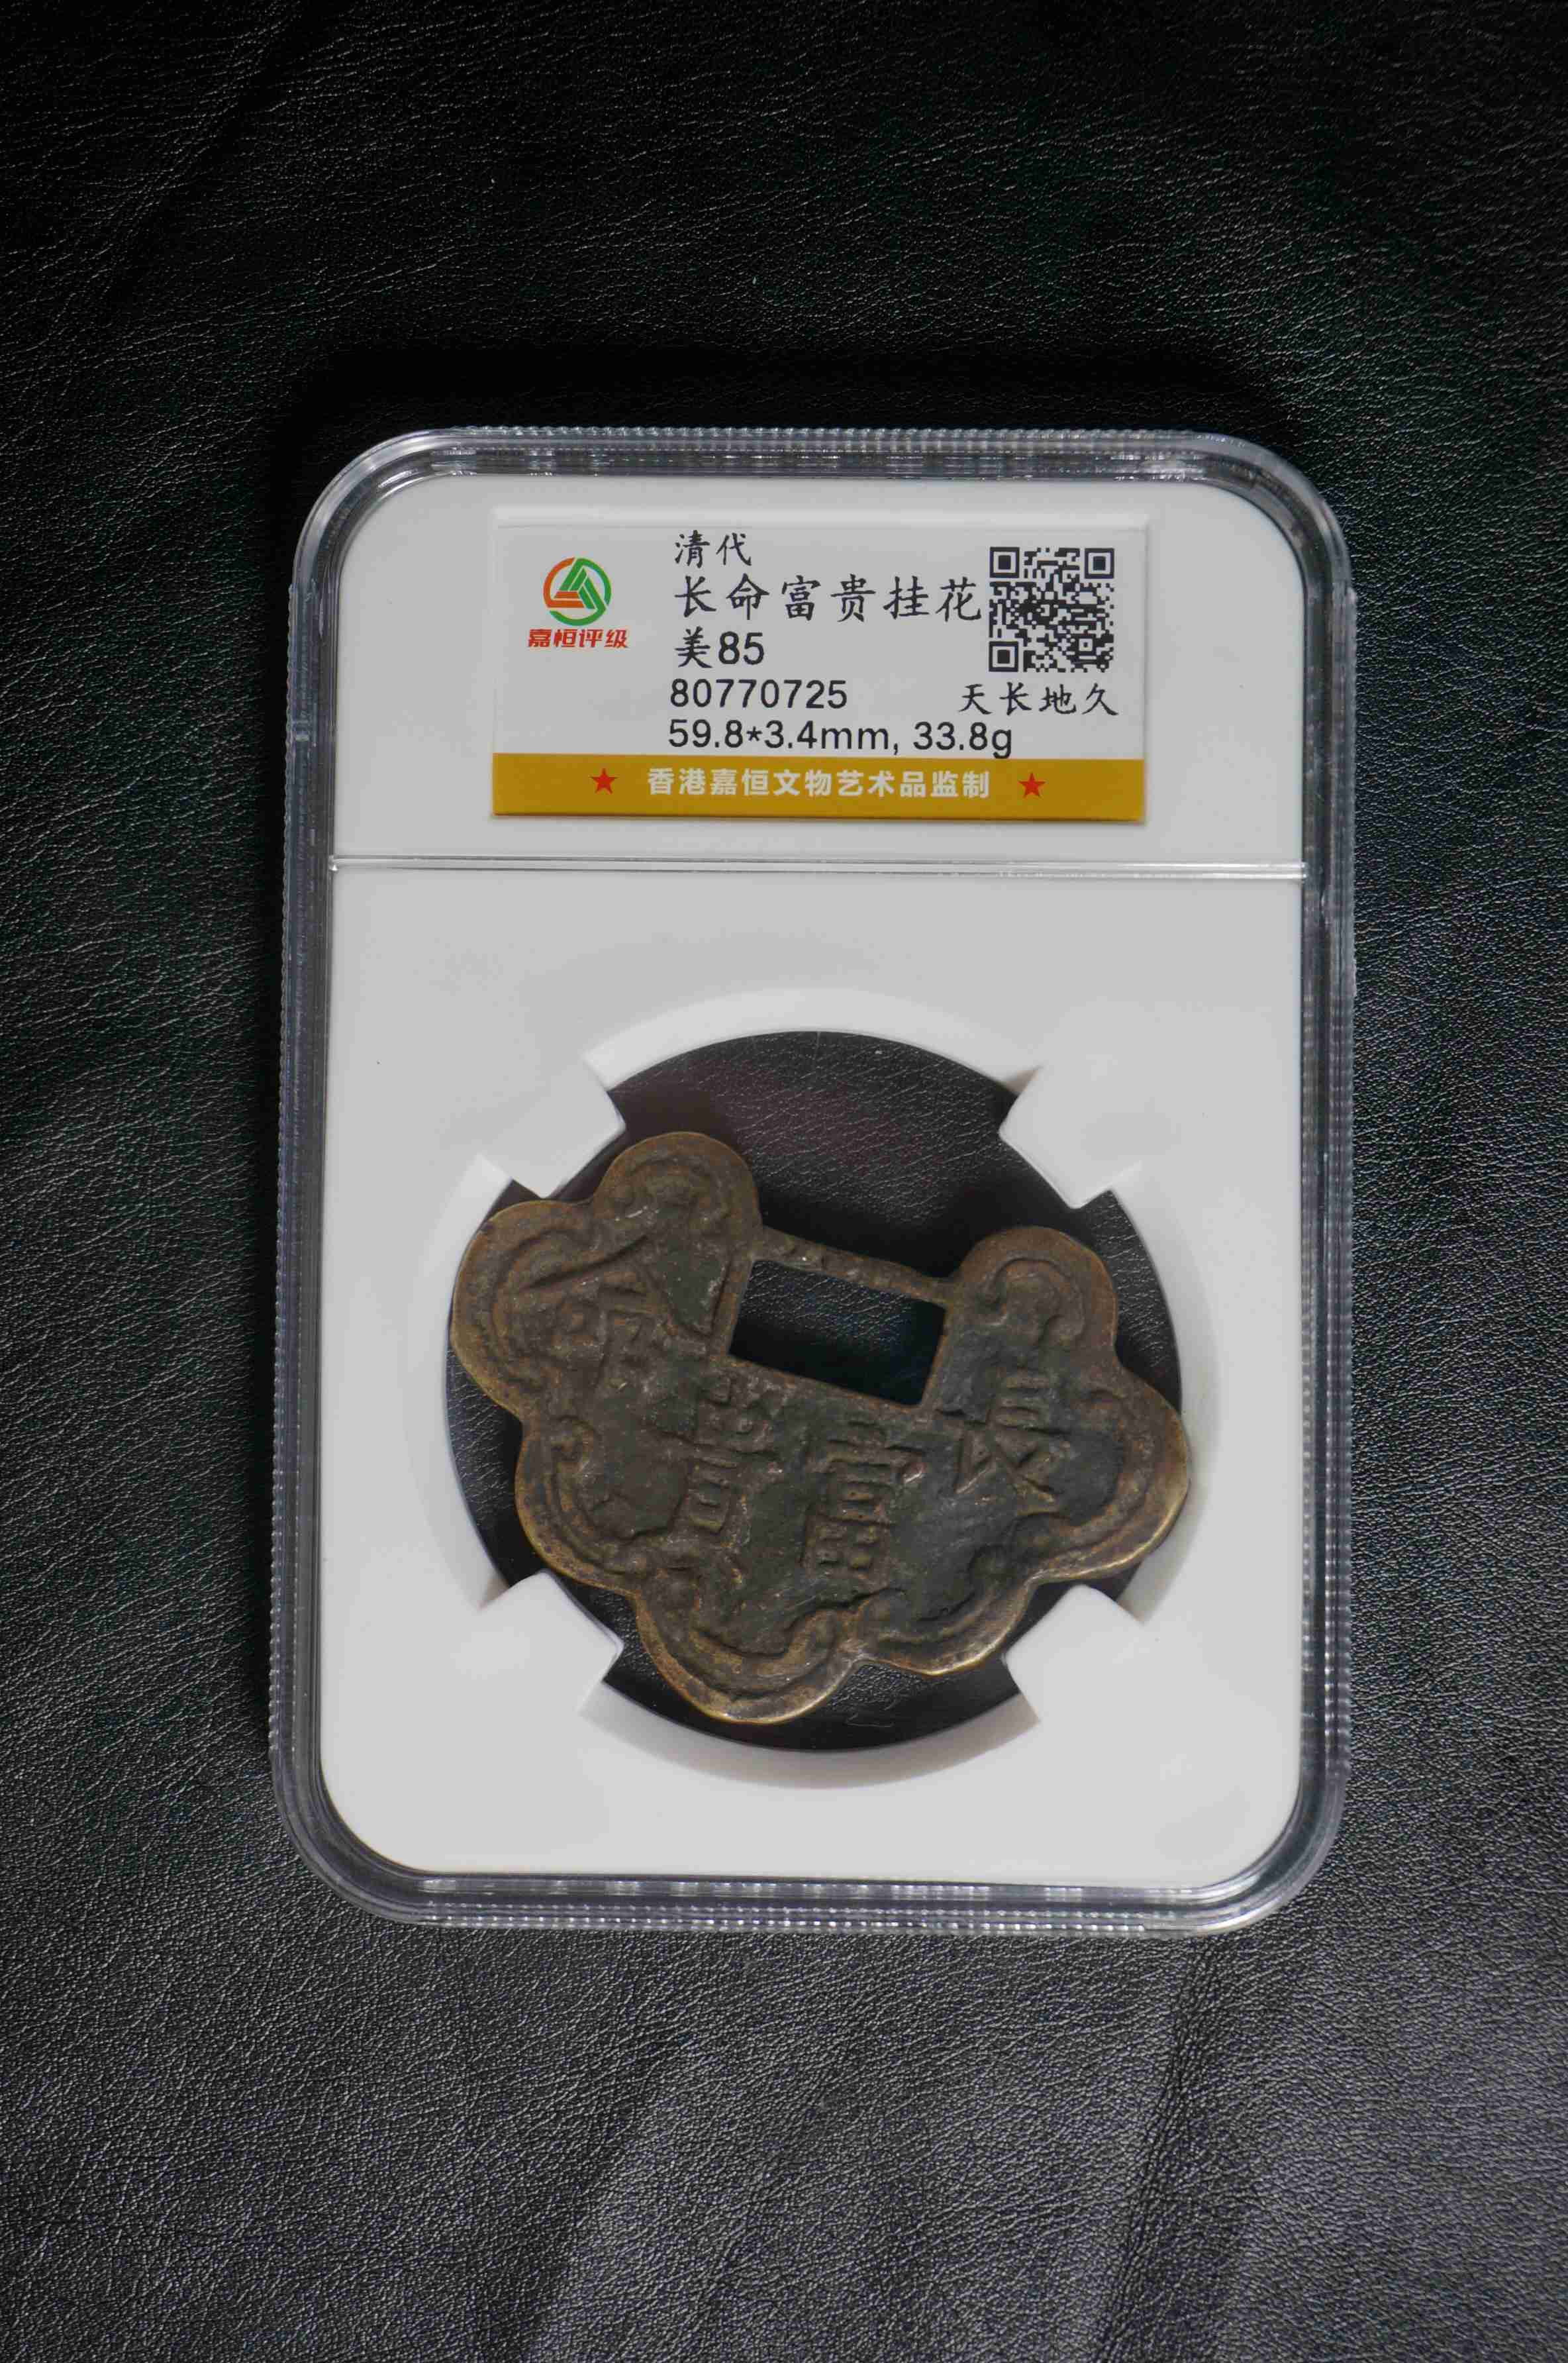 清代
长命富贵挂花
美85
80770725
天长地久
59.8*3.4mm, 33.8g
嘉恒评级
★ 香港嘉恒文物艺术品监制 ★
長命富貴